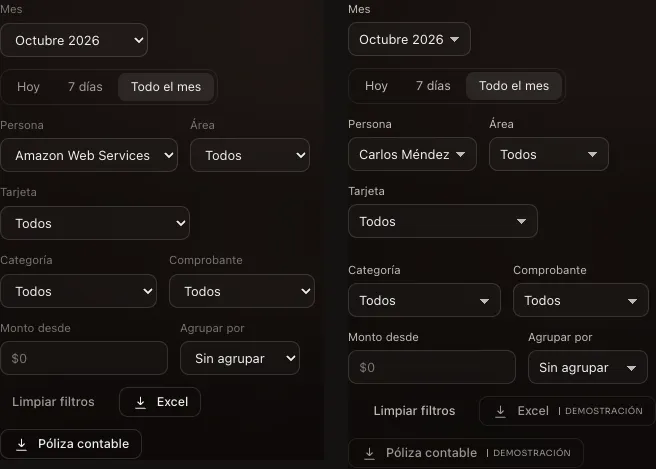 Mes
Octubre 2026
Hoy 7 días Todo el mes
Persona Área
Amazon Web Services Todos
Tarjeta
Todos
Categoría Comprobante
Todos Todos
Monto desde Agrupar por
$0 Sin agrupar
Limpiar filtros Excel
Póliza contable
Mes
Octubre 2026
Hoy 7 días Todo el mes
Persona Área
Carlos Méndez Todos
Tarjeta
Todos
Categoría Comprobante
Todos Todos
Monto desde Agrupar por
$0 Sin agrupar
Limpiar filtros Excel | DEMOSTRACIÓN
Póliza contable | DEMOSTRACIÓN